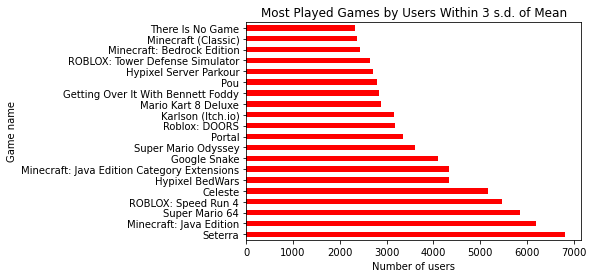 Most Played Games by Users Within 3 s.d. of Mean
Game name
There Is No Game
Minecraft (Classic)
Minecraft: Bedrock Edition
ROBLOX: Tower Defense Simulator
Hypixel Server Parkour
Pou
Getting Over It With Bennett Foddy
Mario Kart 8 Deluxe
Karlson (Itch.io)
Roblox: DOORS
Portal
Super Mario Odyssey
Google Snake
Minecraft: Java Edition Category Extensions
Hypixel BedWars
Celeste
ROBLOX: Speed Run 4
Super Mario 64
Minecraft: Java Edition
Seterra
0 1000 2000 3000 4000 5000 6000 7000
Number of users